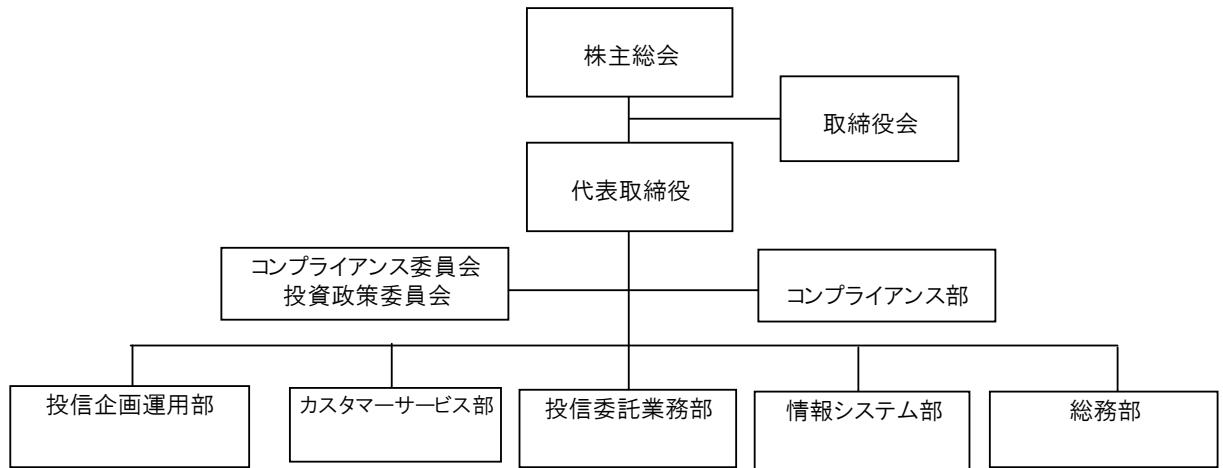 株主総会
取締役会
代表取締役
コンプライアンス委員会
投資政策委員会
コンプライアンス部
投信企画運用部
カスタマーサービス部
投信委託業務部
情報システム部
総務部